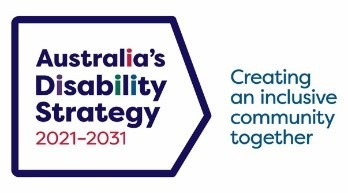 Australia's
Disability
Strategy
2021–2031
Creating
an inclusive
community
together